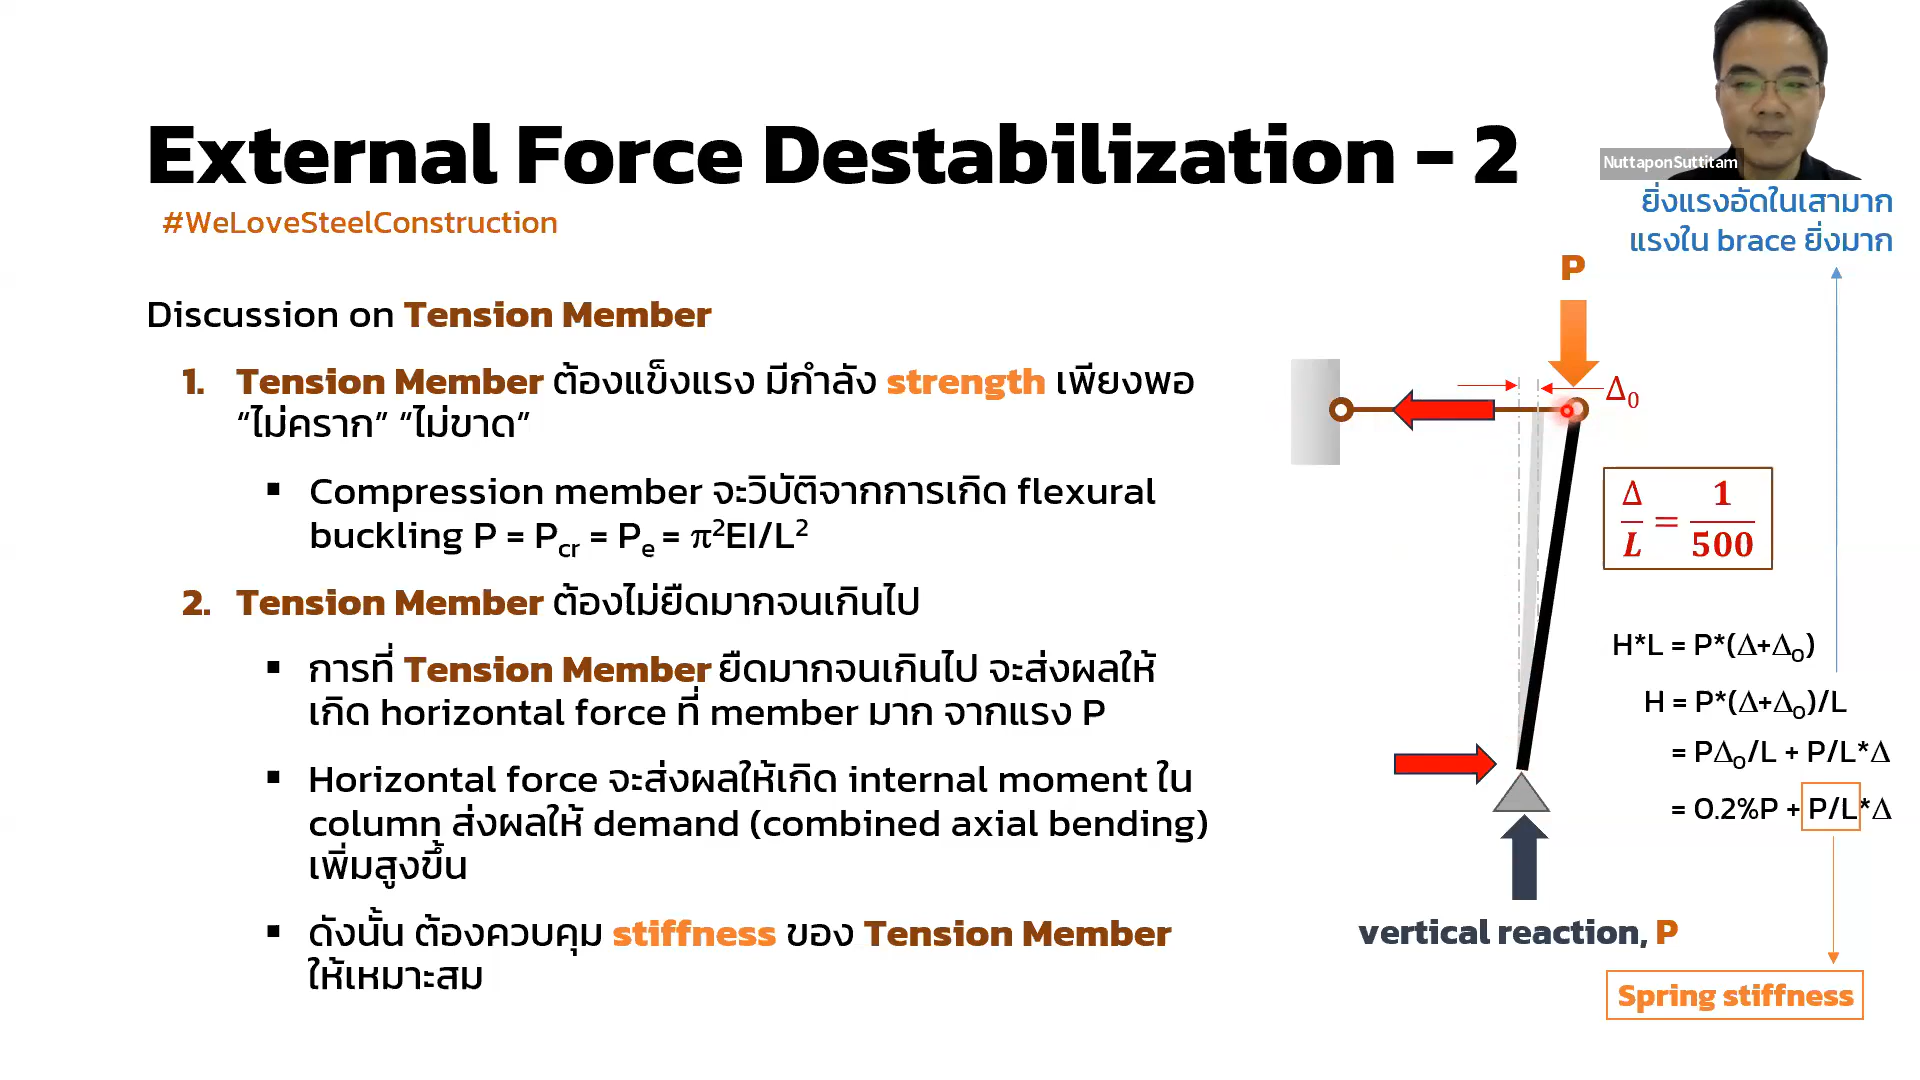 External Force Destabilization - 2
#WeLoveSteelConstruction
NuttaponSuttitam
ยิ่งแรงอัดในเสามาก
แรงใน brace ยิ่งมาก
Discussion on Tension Member
1. Tension Member ต้องแข็งแรง มีกำลัง strength เพียงพอ
“ไม่คราก” “ไม่ขาด”
▪ Compression member จะวิบัติจากการเกิด flexural
buckling P = Pcr = Pe = π²EI/L²
2. Tension Member ต้องไม่ยืดมากจนเกินไป
▪ การที่ Tension Member ยืดมากจนเกินไป จะส่งผลให้
เกิด horizontal force ที่ member มาก จากแรง P
▪ Horizontal force จะส่งผลให้เกิด internal moment ใน
column ส่งผลให้ demand (combined axial bending)
เพิ่มสูงขึ้น
▪ ดังนั้น ต้องควบคุม stiffness ของ Tension Member
ให้เหมาะสม
P
Δ0
Δ/L = 1/500
H*L = P*(Δ+Δo)
H = P*(Δ+Δo)/L
= PΔo/L + P/L*Δ
= 0.2%P + P/L*Δ
vertical reaction, P
Spring stiffness